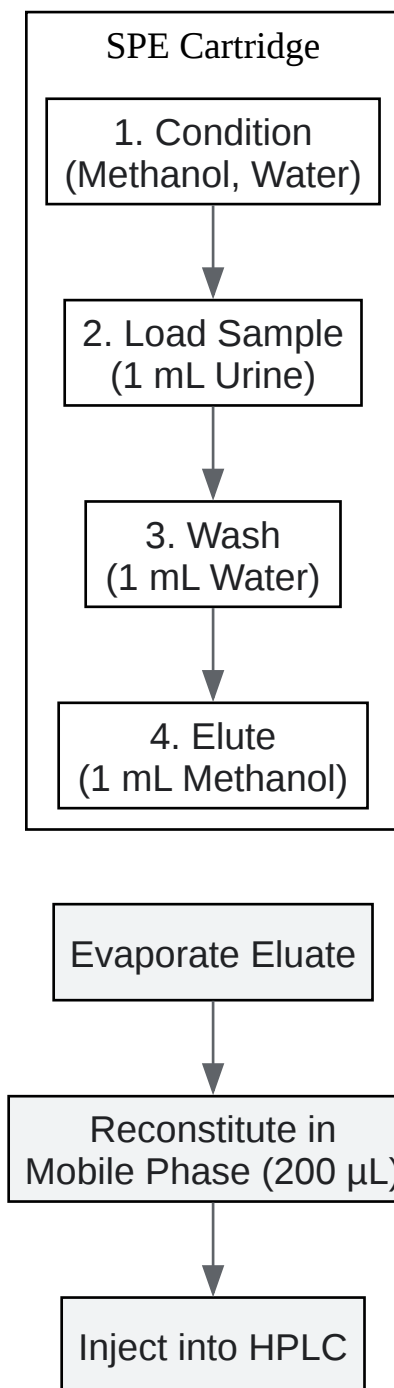 SPE Cartridge
1. Condition
(Methanol, Water)
2. Load Sample
(1 mL Urine)
3. Wash
(1 mL Water)
4. Elute
(1 mL Methanol)
Evaporate Eluate
Reconstitute in
Mobile Phase (200 µL)
Inject into HPLC